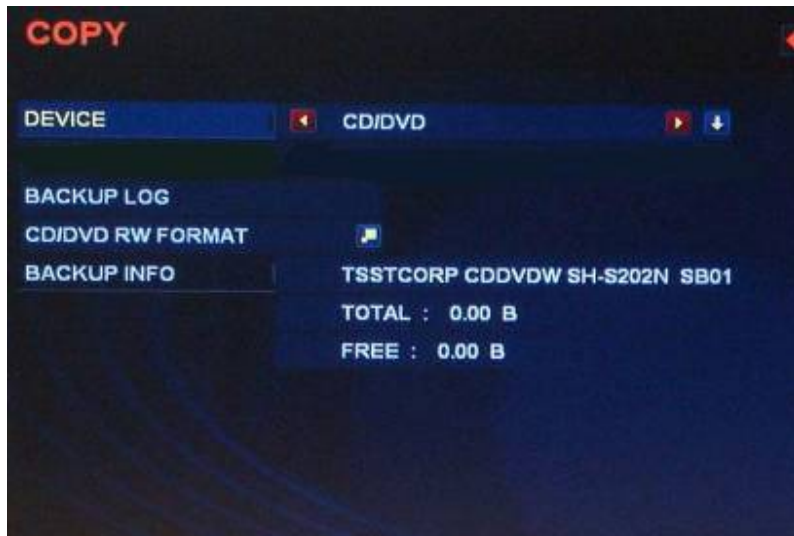 COPY
DEVICE CD/DVD
BACKUP LOG
CD/DVD RW FORMAT
BACKUP INFO TSSTCORP CDDVDW SH-S202N SB01
TOTAL : 0.00 B
FREE : 0.00 B